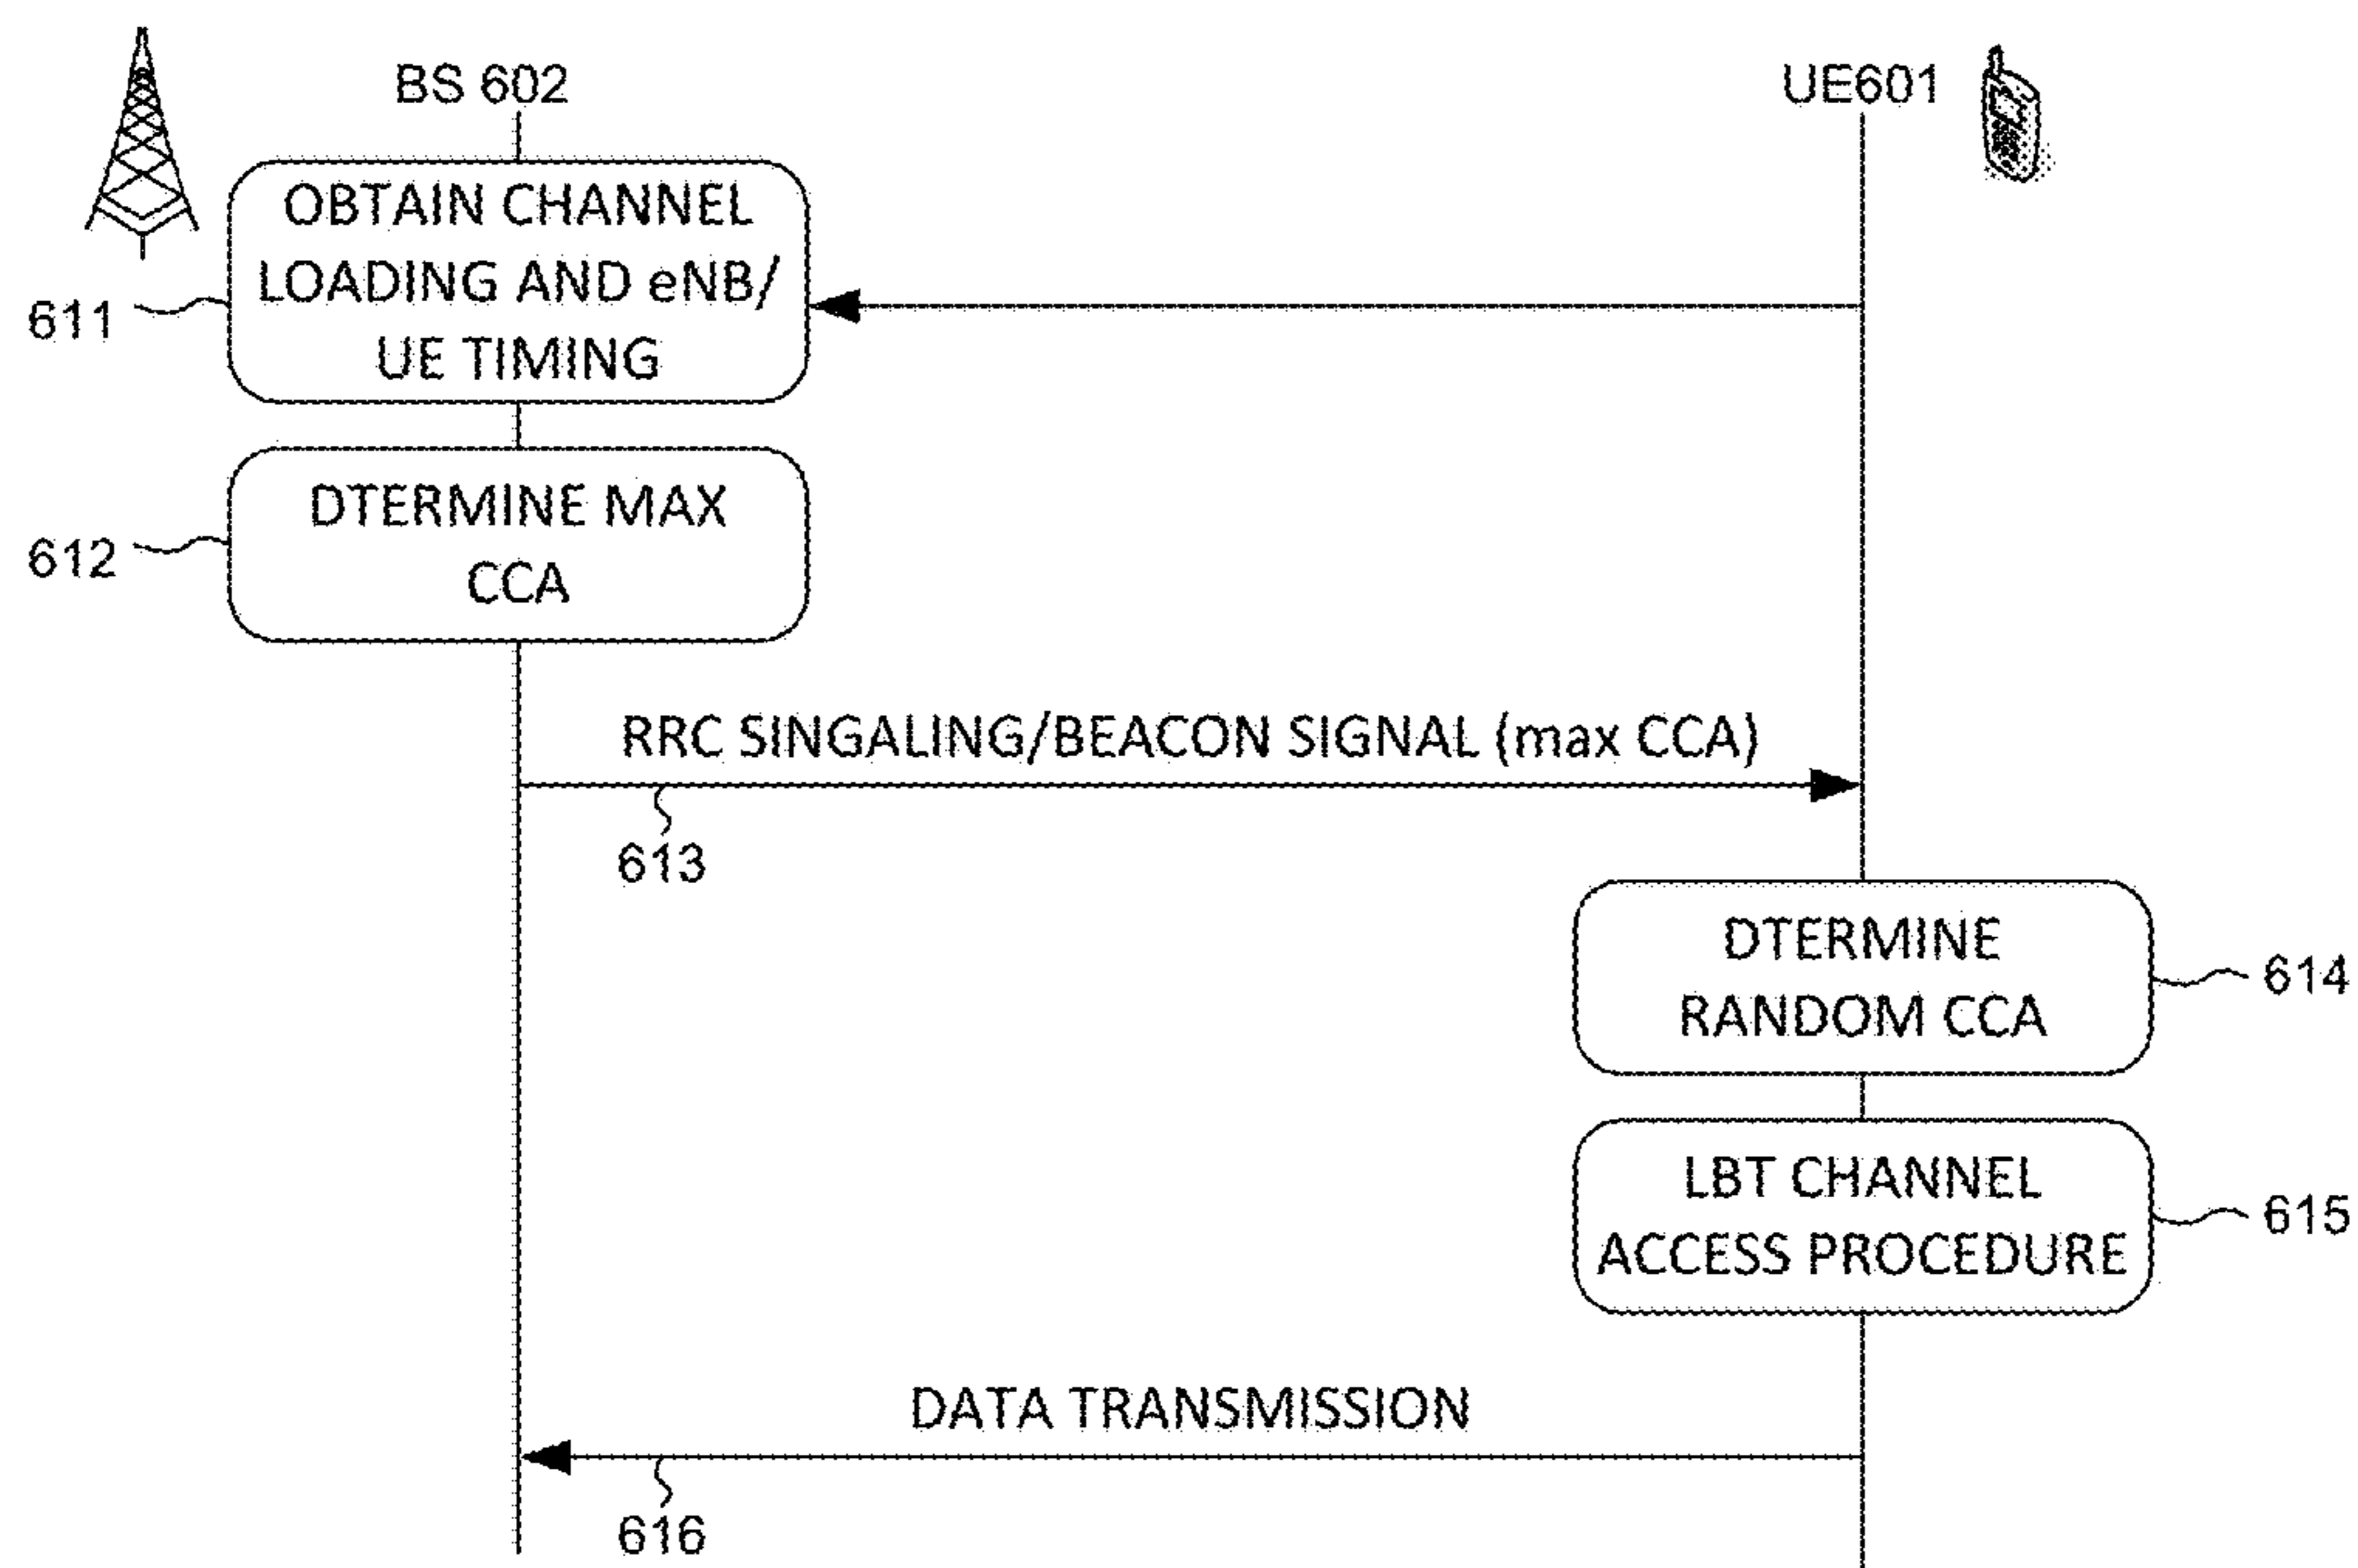 BS 602
UE601
OBTAIN CHANNEL
LOADING AND eNB/
UE TIMING
611
DTERMINE MAX
CCA
612
RRC SINGALING/BEACON SIGNAL (max CCA)
613
DTERMINE
RANDOM CCA
614
LBT CHANNEL
ACCESS PROCEDURE
615
DATA TRANSMISSION
616